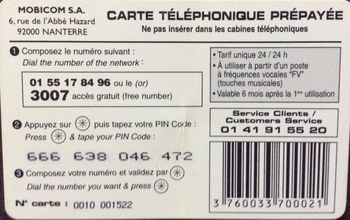 MOBICOM S.A.
6, rue de l'Abbé Hazard
92000 NANTERRE
CARTE TÉLÉPHONIQUE PRÉPAYÉE
Ne pas insérer dans les cabines téléphoniques
1 Composez le numéro suivant :
Dial the number of the network :
01 55 17 84 96 ou le (or)
3007 accès gratuit (free number)
• Tarif unique 24 / 24 h
• À utiliser à partir d'un poste
à fréquences vocales "FV"
(touches musicales)
• Valable 6 mois après la 1ère utilisation
2 Appuyez sur * puis tapez votre PIN Code :
Press * & tape your PIN Code :
666 638 046 472
Service Clients /
Customers Service
01 41 91 55 20
3 Composez votre numéro et validez par *
Dial the number you want & press *
N° carte : 0010 001522
3 760033 700021